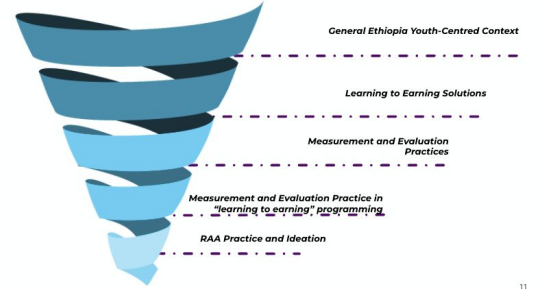 General Ethiopia Youth-Centred Context
Learning to Earning Solutions
Measurement and Evaluation
Practices
Measurement and Evaluation Practice in
“learning to earning” programming
RAA Practice and Ideation
11